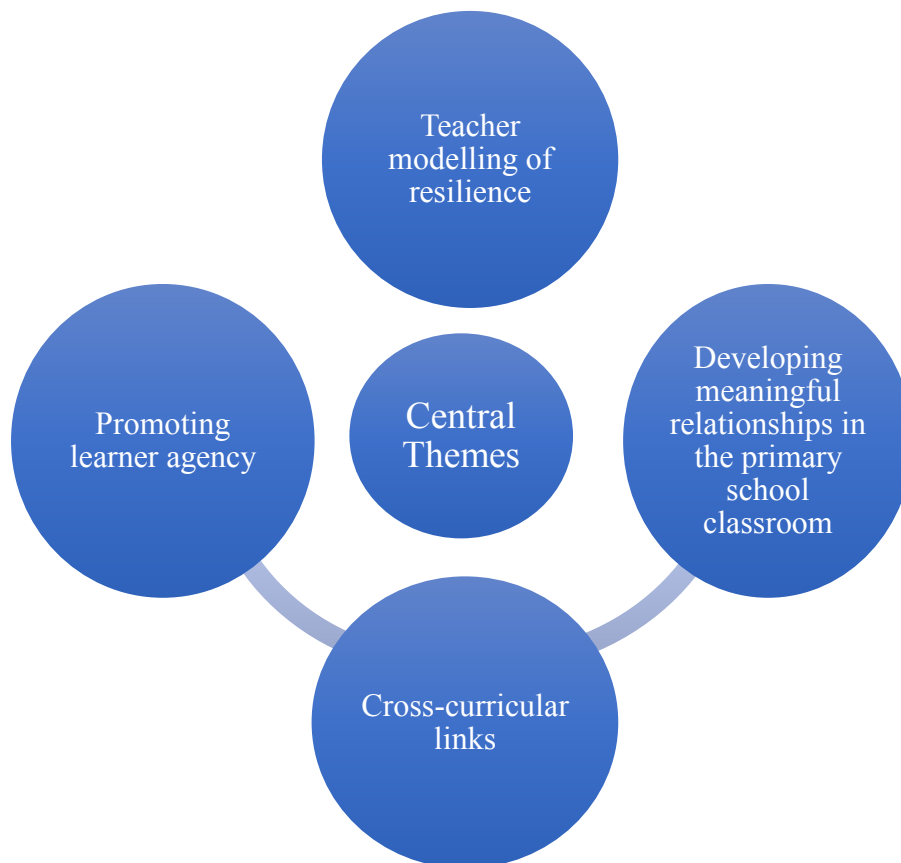 Teacher
modelling of
resilience
Promoting
learner agency
Central
Themes
Developing
meaningful
relationships in
the primary
school
classroom
Cross-curricular
links